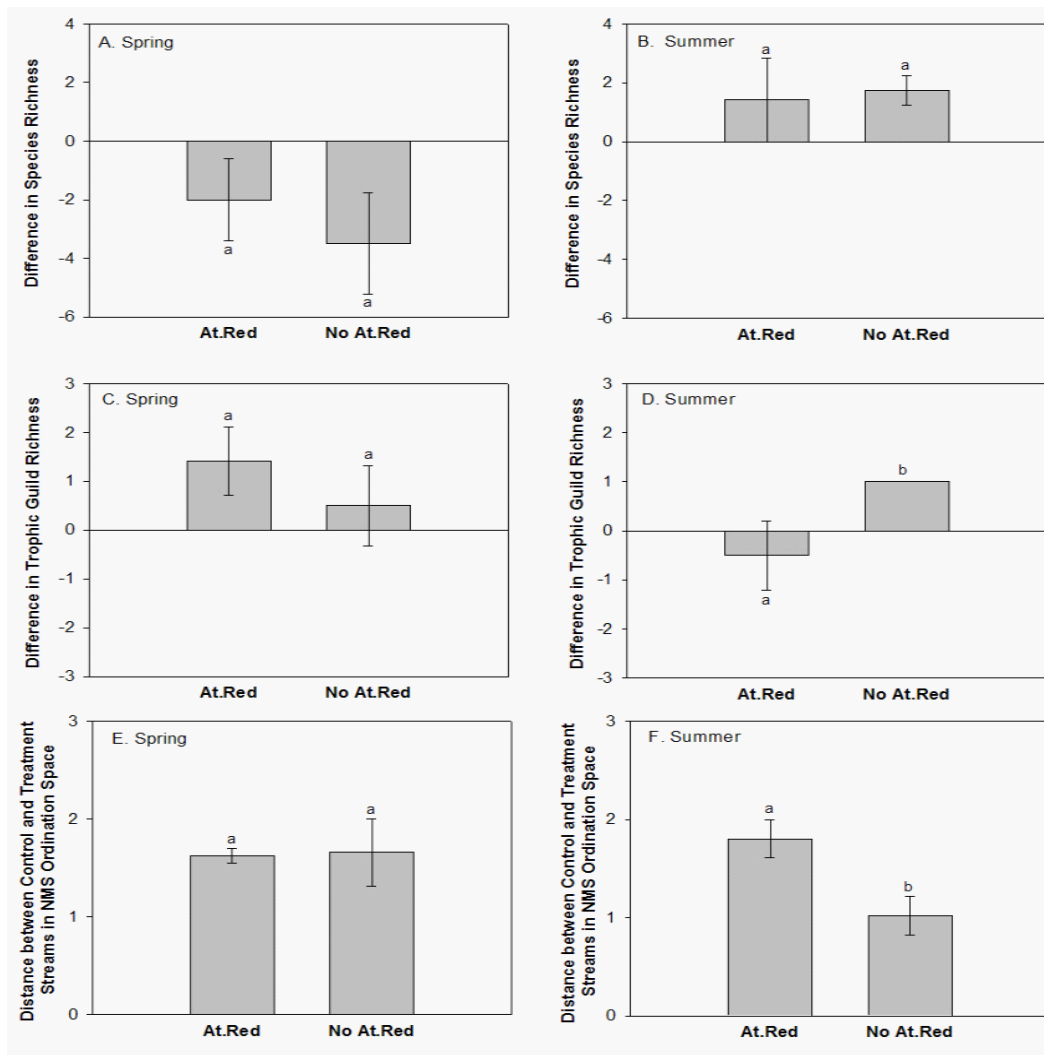 A. Spring
Difference in Species Richness
4
2
0
-2
-4
-6
a
a
At.Red
No At.Red
B. Summer
Difference in Species Richness
4
2
0
-2
-4
-6
a
a
At.Red
No At.Red
C. Spring
Difference in Trophic Guild Richness
3
2
1
0
-1
-2
-3
a
a
At.Red
No At.Red
D. Summer
Difference in Trophic Guild Richness
3
2
1
0
-1
-2
-3
a
b
At.Red
No At.Red
E. Spring
Distance between Control and Treatment
Streams in NMS Ordination Space
3
2
1
0
a
a
At.Red
No At.Red
F. Summer
Distance between Control and Treatment
Streams in NMS Ordination Space
3
2
1
0
a
b
At.Red
No At.Red